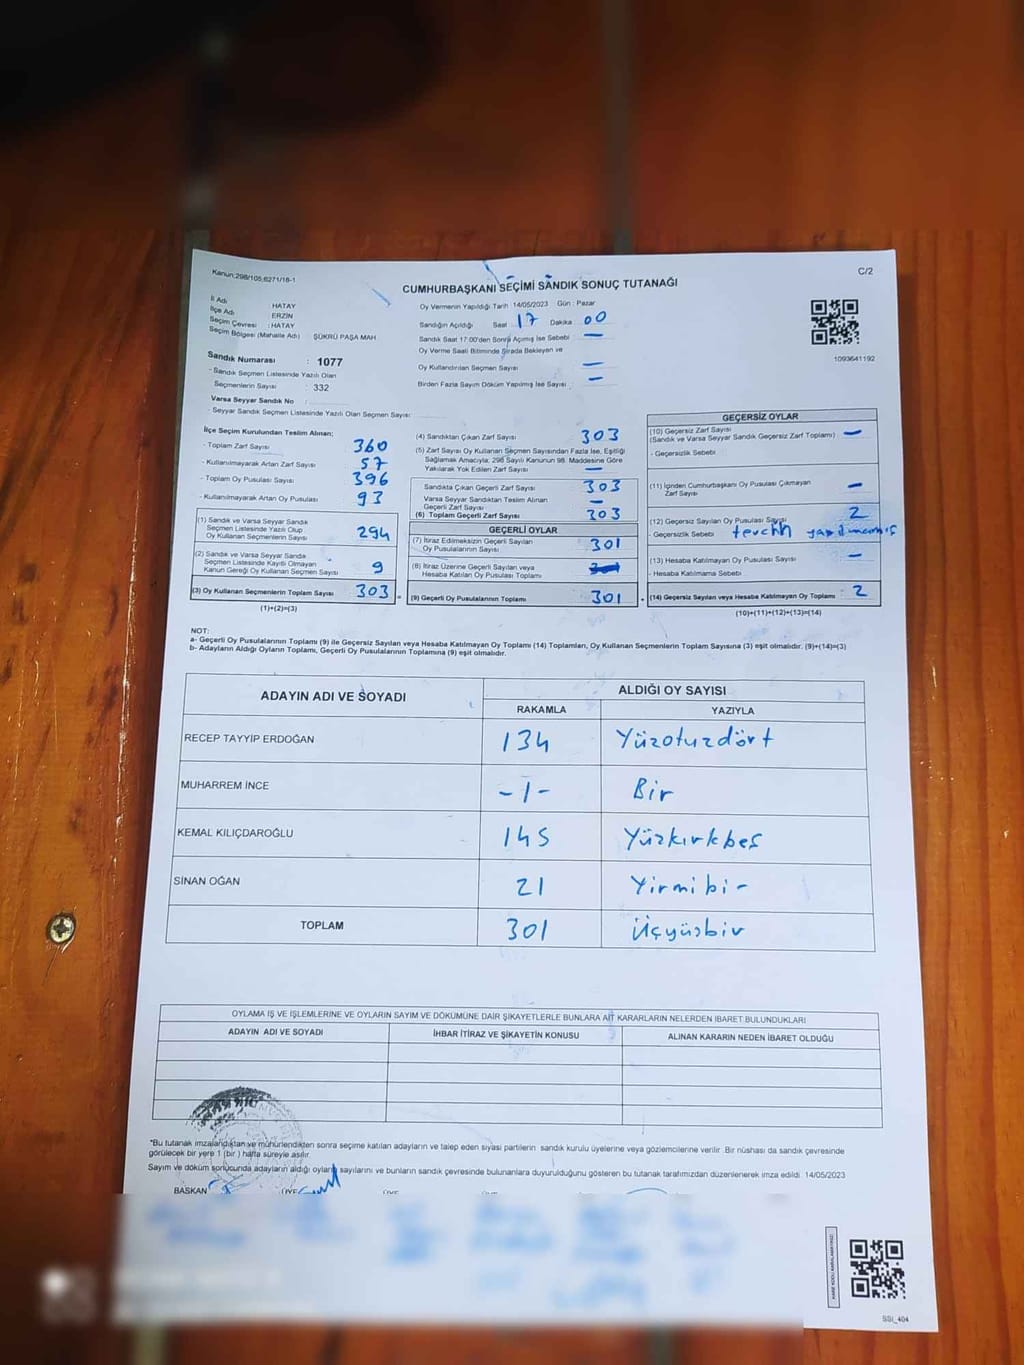 Kanun:298/105;6271/18-1
C/2
CUMHURBAŞKANI SEÇİMİ SANDIK SONUÇ TUTANAĞI
İl Adı : HATAY
İlçe Adı : ERZİN
Seçim Çevresi : HATAY
Seçim Bölgesi (Mahalle Adı) ŞÜKRÜ PAŞA MAH
Sandık Numarası : 1077
- Sandık Seçmen Listesinde Yazılı Olan
Seçmenlerin Sayısı : 332
Varsa Seyyar Sandık No :
- Seyyar Sandık Seçmen Listesinde Yazılı Olan Seçmen Sayısı:
Oy Vermenin Yapıldığı Tarih :14/05/2023 Gün : Pazar
Sandığın Açıldığı Saat 17 Dakika 00
Sandık Saat 17:00'den Sonra Açımış İse Sebebi : —
Oy Verme Saati Bitiminde Sırada Bekleyen ve
Oy Kullandırılan Seçmen Sayısı : —
Birden Fazla Sayım Döküm Yapılmış İse Sayısı : —
1093641192
İlçe Seçim Kurulundan Teslim Alınan;
- Toplam Zarf Sayısı : 360
- Kullanılmayarak Artan Zarf Sayısı : 57
- Toplam Oy Pusulası Sayısı : 396
- Kullanılmayarak Artan Oy Pusulası : 93
(1) Sandık ve Varsa Seyyar Sandık
Seçmen Listesinde Yazılı Olup
Oy Kullanan Seçmenlerin Sayısı : 294
(2) Sandık ve Varsa Seyyar Sandık
Seçmen Listesinde Kaydı Olmayan
Kanun Gereği Oy Kullanan Seçmen Sayısı : 9
(3) Oy Kullanan Seçmenlerin Toplam Sayısı : 303
(1)+(2)=(3)
(4) Sandıktan Çıkan Zarf Sayısı : 303
(5) Zarf Sayısı Oy Kullanan Seçmen Sayısından Fazla İse, Eşitliği
Sağlamak Amacıyla; 298 Sayılı Kanunun 98. Maddesine Göre
Yakılarak Yok Edilen Zarf Sayısı : —
Sandıkta Çıkan Geçerli Zarf Sayısı : 303
Varsa Seyyar Sandıktan Teslim Alınan
Geçerli Zarf Sayısı : —
(6) Toplam Geçerli Zarf Sayısı : 303
GEÇERLİ OYLAR
(7) İtiraz Edilmeksizin Geçerli Sayılan
Oy Pusulalarının Sayısı : 301
(8) İtiraz Üzerine Geçerli Sayılan veya
Hesaba Katılan Oy Pusulası Toplamı :
(9) Geçerli Oy Pusulalarının Toplamı : 301
GEÇERSİZ OYLAR
(10) Geçersiz Zarf Sayısı
(Sandık ve Varsa Seyyar Sandık Geçersiz Zarf Toplamı) : —
- Geçersizlik Sebebi
(11) İçinden Cumhurbaşkanı Oy Pusulası Çıkmayan
Zarf Sayısı : —
(12) Geçersiz Sayılan Oy Pusulası Sayısı : 2
- Geçersizlik Sebebi tercih yapılmamış
(13) Hesaba Katılmayan Oy Pusulası Sayısı : —
- Hesaba Katılmama Sebebi
(14) Geçersiz Sayılan veya Hesaba Katılmayan Oy Toplamı : 2
(10)+(11)+(12)+(13)=(14)
NOT:
a- Geçerli Oy Pusulalarının Toplamı (9) ile Geçersiz Sayılan veya Hesaba Katılmayan Oy Toplamı (14) Toplamları, Oy Kullanan Seçmenlerin Toplam Sayısına (3) eşit olmalıdır. (9)+(14)=(3)
b- Adayların Aldığı Oyların Toplamı, Geçerli Oy Pusulalarının Toplamına (9) eşit olmalıdır.
ADAYIN ADI VE SOYADI ALDIĞI OY SAYISI
RAKAMLA YAZIYLA
RECEP TAYYİP ERDOĞAN 134 Yüzotuzdört
MUHARREM İNCE -1- Bir
KEMAL KILIÇDAROĞLU 145 Yüzkırkbeş
SİNAN OĞAN 21 Yirmibir
TOPLAM 301 Üçyüzbir
OYLAMA İŞ VE İŞLEMLERİNE VE OYLARIN SAYIM VE DÖKÜMÜNE DAİR ŞİKAYETLERLE BUNLARA AİT KARARLARIN NELERDEN İBARET BULUNDUKLARI
ADAYIN ADI VE SOYADI İHBAR İTİRAZ VE ŞİKAYETİN KONUSU ALINAN KARARIN NEDEN İBARET OLDUĞU
*Bu tutanak imzalandıktan ve mühürlendikten sonra seçime katılan adayların ve talep eden siyasi partilerin sandık kurulu üyelerine veya gözlemcilerine verilir. Bir nüshası da sandık çevresinde
görülecek bir yere 1 (bir) hafta süreyle asılır.
Sayım ve döküm sonucunda adayların aldığı oyların sayılarını ve bunların sandık çevresinde bulunanlara duyurulduğunu gösteren bu tutanak tarafımızdan düzenlenerek imza edildi. 14/05/2023
BAŞKAN ÜYE ÜYE ÜYE
SSI_404